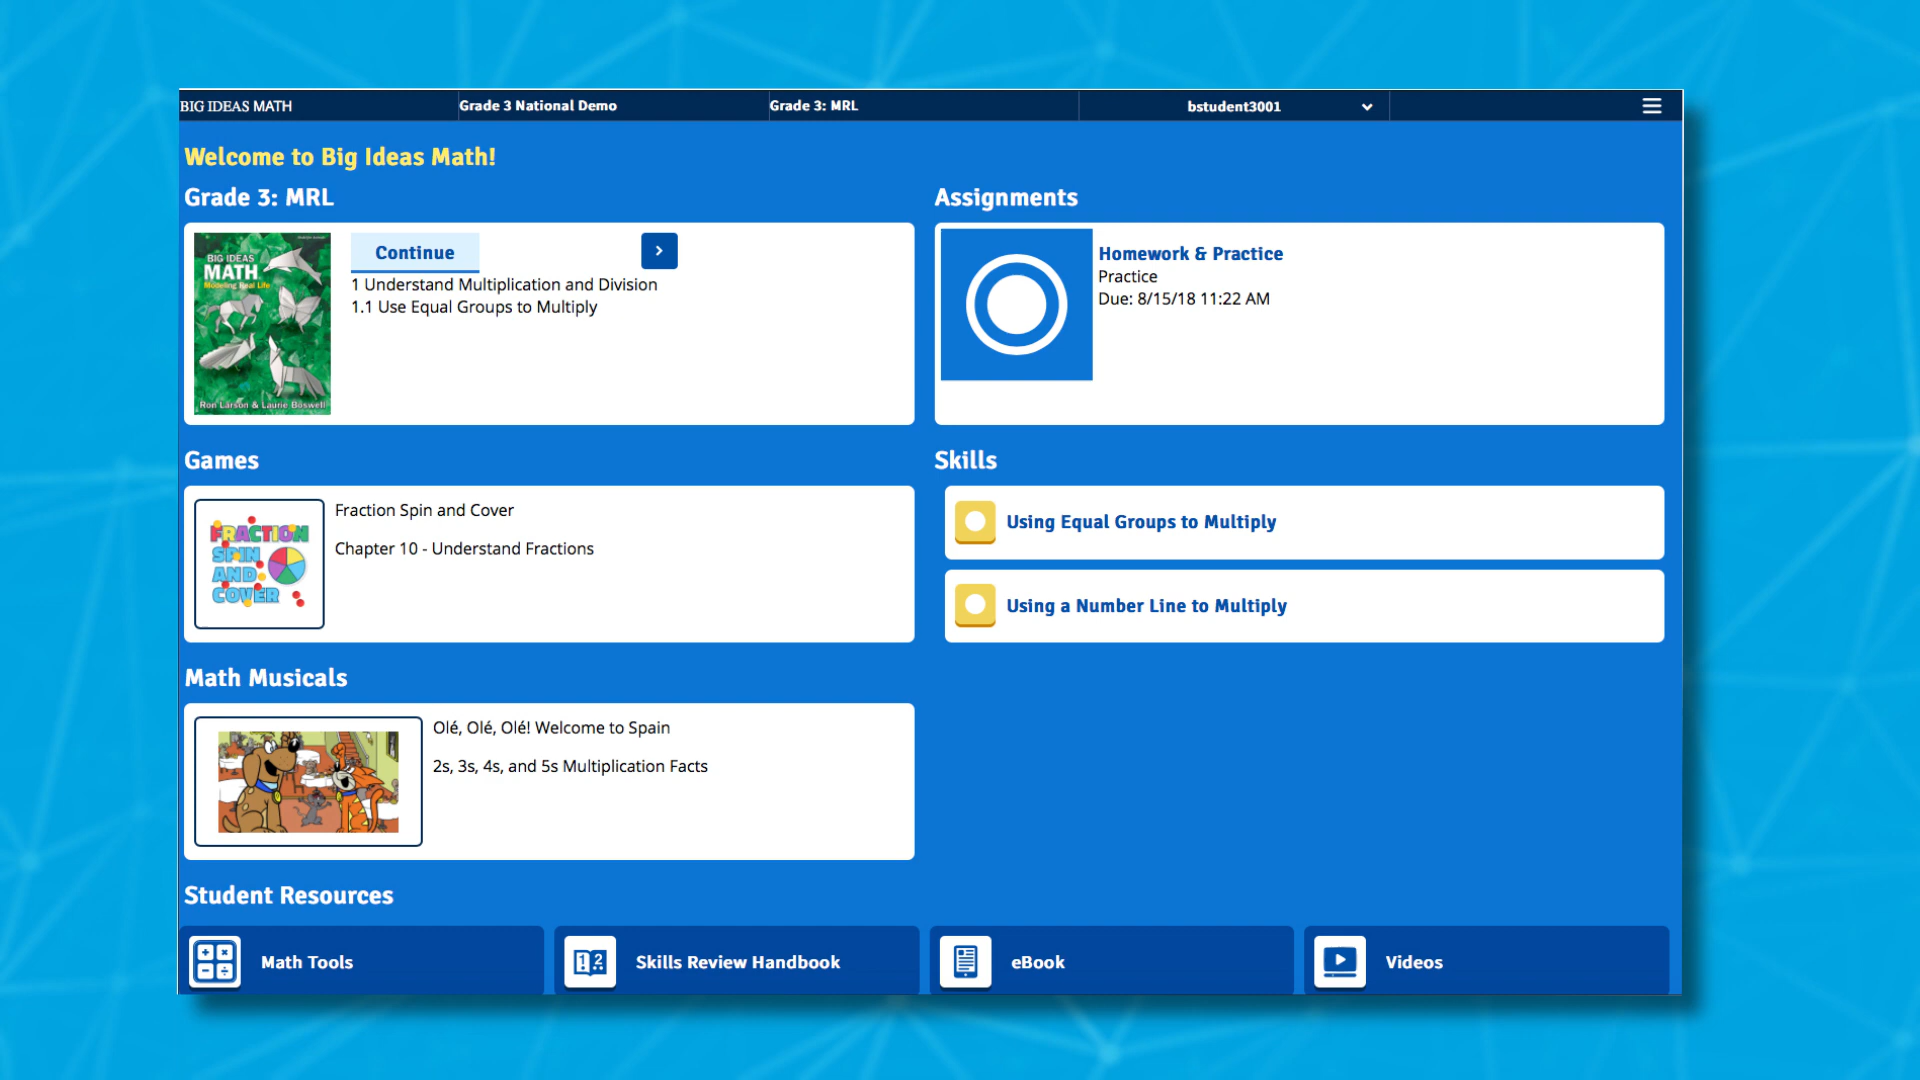 BIG IDEAS MATH
Grade 3 National Demo
Grade 3: MRL
bstudent3001
Welcome to Big Ideas Math!
Grade 3: MRL
BIG IDEAS
MATH
Modeling Real Life
Ron Larson & Laurie Boswell
Continue
1 Understand Multiplication and Division
1.1 Use Equal Groups to Multiply
Assignments
Homework & Practice
Practice
Due: 8/15/18 11:22 AM
Games
FRACTION
SPIN
AND
COVER
Fraction Spin and Cover
Chapter 10 - Understand Fractions
Skills
Using Equal Groups to Multiply
Using a Number Line to Multiply
Math Musicals
Olé, Olé, Olé! Welcome to Spain
2s, 3s, 4s, and 5s Multiplication Facts
Student Resources
Math Tools
1 2
Skills Review Handbook
eBook
Videos